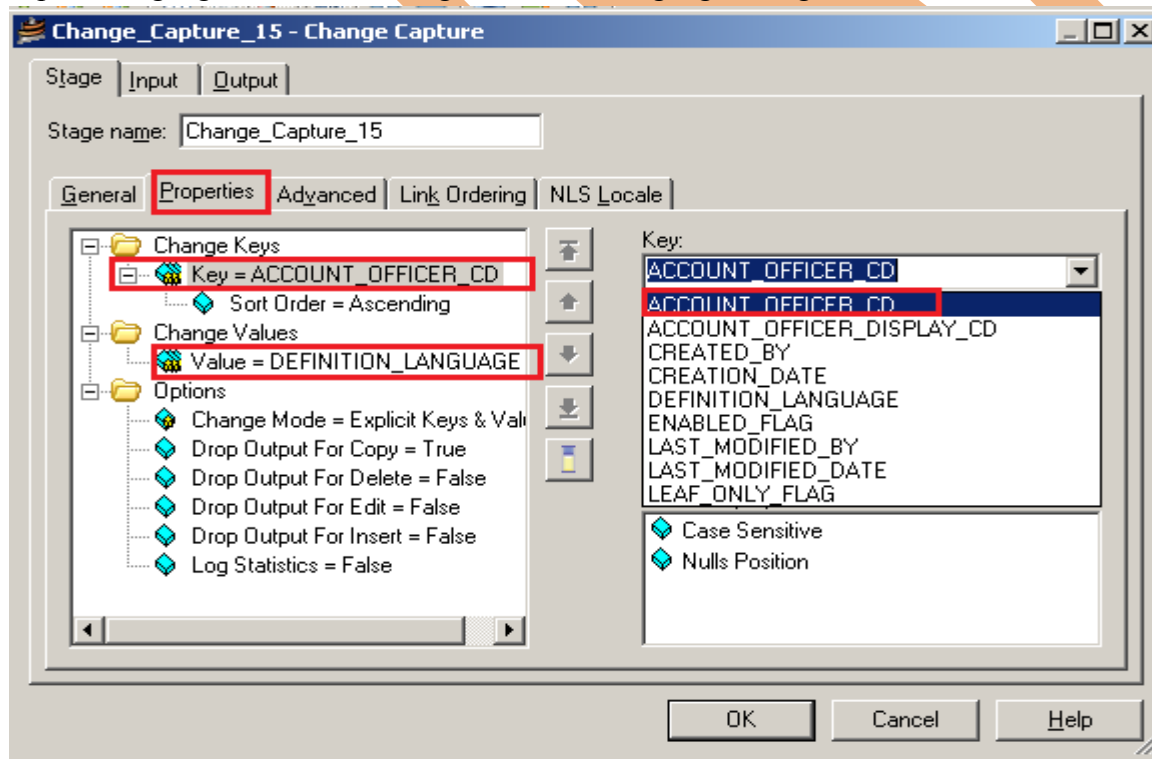 Change_Capture_15 - Change Capture
Stage Input Output
Stage name: Change_Capture_15
General Properties Advanced Link Ordering NLS Locale
Change Keys
Key = ACCOUNT_OFFICER_CD
Sort Order = Ascending
Change Values
Value = DEFINITION_LANGUAGE
Options
Change Mode = Explicit Keys & Val
Drop Output For Copy = True
Drop Output For Delete = False
Drop Output For Edit = False
Drop Output For Insert = False
Log Statistics = False
Key:
ACCOUNT_OFFICER_CD
ACCOUNT_OFFICER_CD
ACCOUNT_OFFICER_DISPLAY_CD
CREATED_BY
CREATION_DATE
DEFINITION_LANGUAGE
ENABLED_FLAG
LAST_MODIFIED_BY
LAST_MODIFIED_DATE
LEAF_ONLY_FLAG
Case Sensitive
Nulls Position
OK Cancel Help